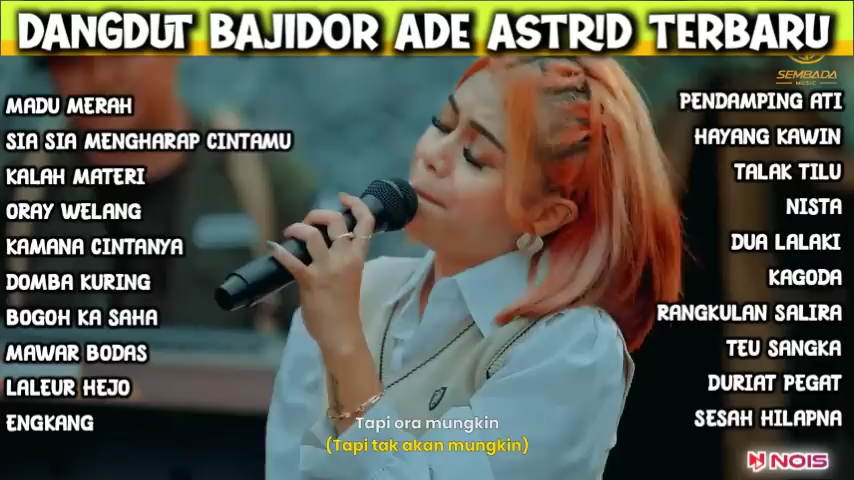 DANGDUT BAJIDOR ADE ASTRID TERBARU
SEMBADA
MUSIC
MADU MERAH
SIA SIA MENGHARAP CINTAMU
KALAH MATERI
ORAY WELANG
KAMANA CINTANYA
DOMBA KURING
BOGOH KA SAHA
MAWAR BODAS
LALEUR HEJO
ENGKANG
PENDAMPING ATI
HAYANG KAWIN
TALAK TILU
NISTA
DUA LALAKI
KAGODA
RANGKULAN SALIRA
TEU SANGKA
DURIAT PEGAT
SESAH HILAPNA
Tapi ora mungkin
(Tapi tak akan mungkin)
NOIS